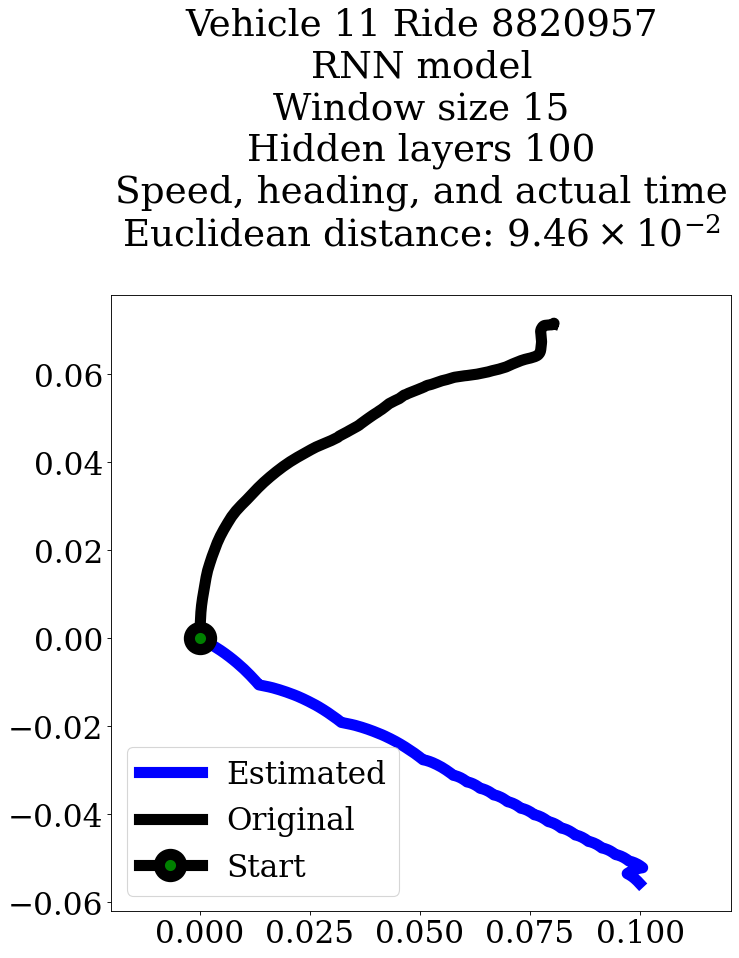 Vehicle 11 Ride 8820957
RNN model
Window size 15
Hidden layers 100
Speed, heading, and actual time
Euclidean distance: 9.46 × 10⁻²
0.06
0.04
0.02
0.00
−0.02
−0.04
−0.06
Estimated
Original
Start
0.000 0.025 0.050 0.075 0.100